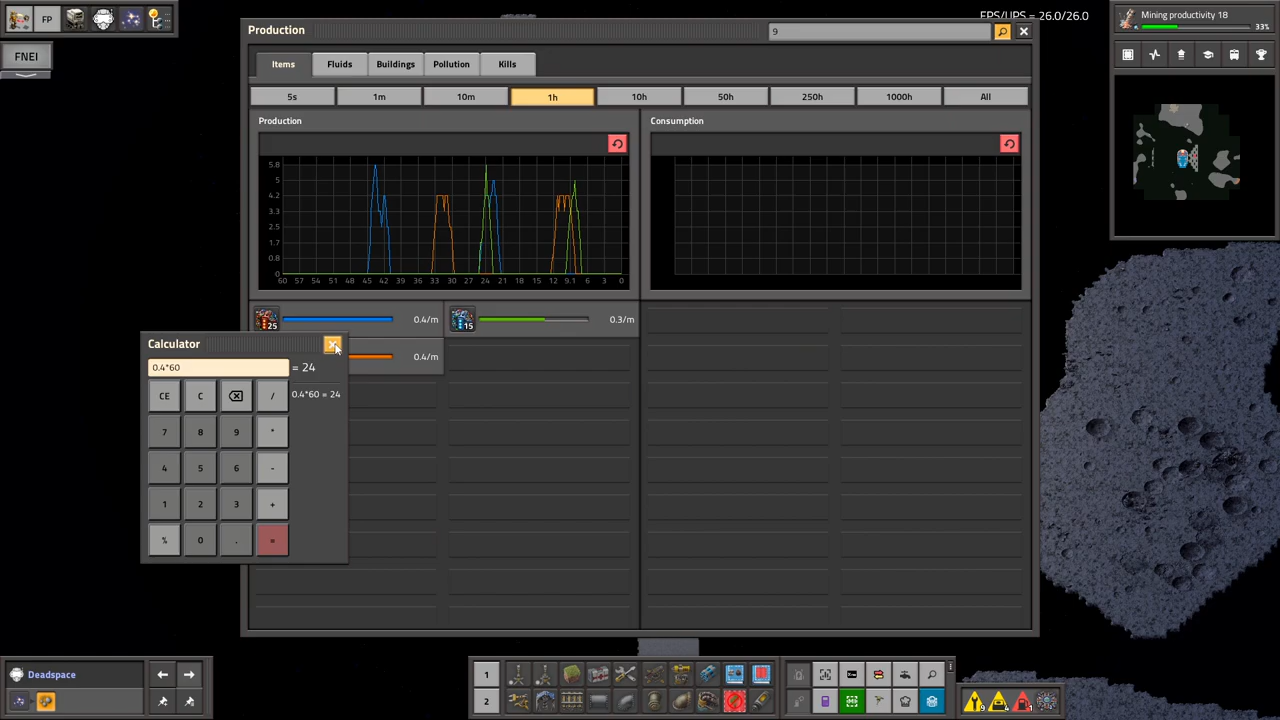 FP
FPS/UPS = 26.0/26.0
Mining productivity 18
33%
FNEI
Production
9
Items
Fluids
Buildings
Pollution
Kills
5s
1m
10m
1h
10h
50h
250h
1000h
All
Production
Consumption
5.8
5
4.2
3.3
2.5
1.7
0.8
0
60 57 54 51 48 45 42 39 36 33 30 27 24 21 18 15 12 9.1 6 3 0
25
0.4/m
15
0.3/m
0.4/m
Calculator
0.4*60
= 24
0.4*60 = 24
CE C /
7 8 9 *
4 5 6 -
1 2 3 +
% 0 . =
Deadspace
1
2
9
4
1